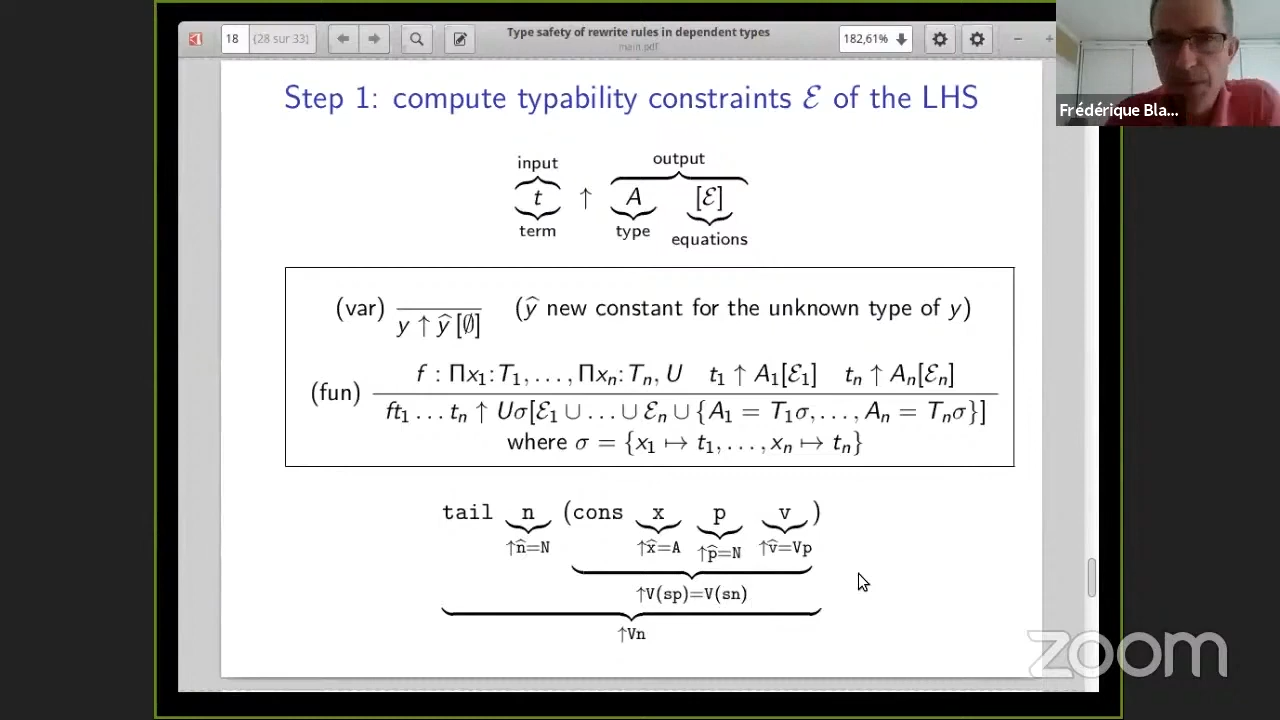 18 (28 sur 33)
Type safety of rewrite rules in dependent types
main.pdf
182,61%
Frédérique Bla...
Step 1: compute typability constraints ℰ of the LHS
input output
t ↑ A [ℰ]
term type equations
(var) y ↑ ŷ [∅] (ŷ new constant for the unknown type of y)
f : Πx₁:T₁, . . . , Πxₙ:Tₙ, U t₁ ↑ A₁[ℰ₁] tₙ ↑ Aₙ[ℰₙ]
(fun)
ft₁ . . . tₙ ↑ Uσ[ℰ₁ ∪ . . . ∪ ℰₙ ∪ {A₁ = T₁σ, . . . , Aₙ = Tₙσ}]
where σ = {x₁ ↦ t₁, . . . , xₙ ↦ tₙ}
tail n (cons x p v )
↑n̂=N ↑x̂=A ↑p̂=N ↑v̂=Vp
↑V(sp)=V(sn)
↑Vn
zoom